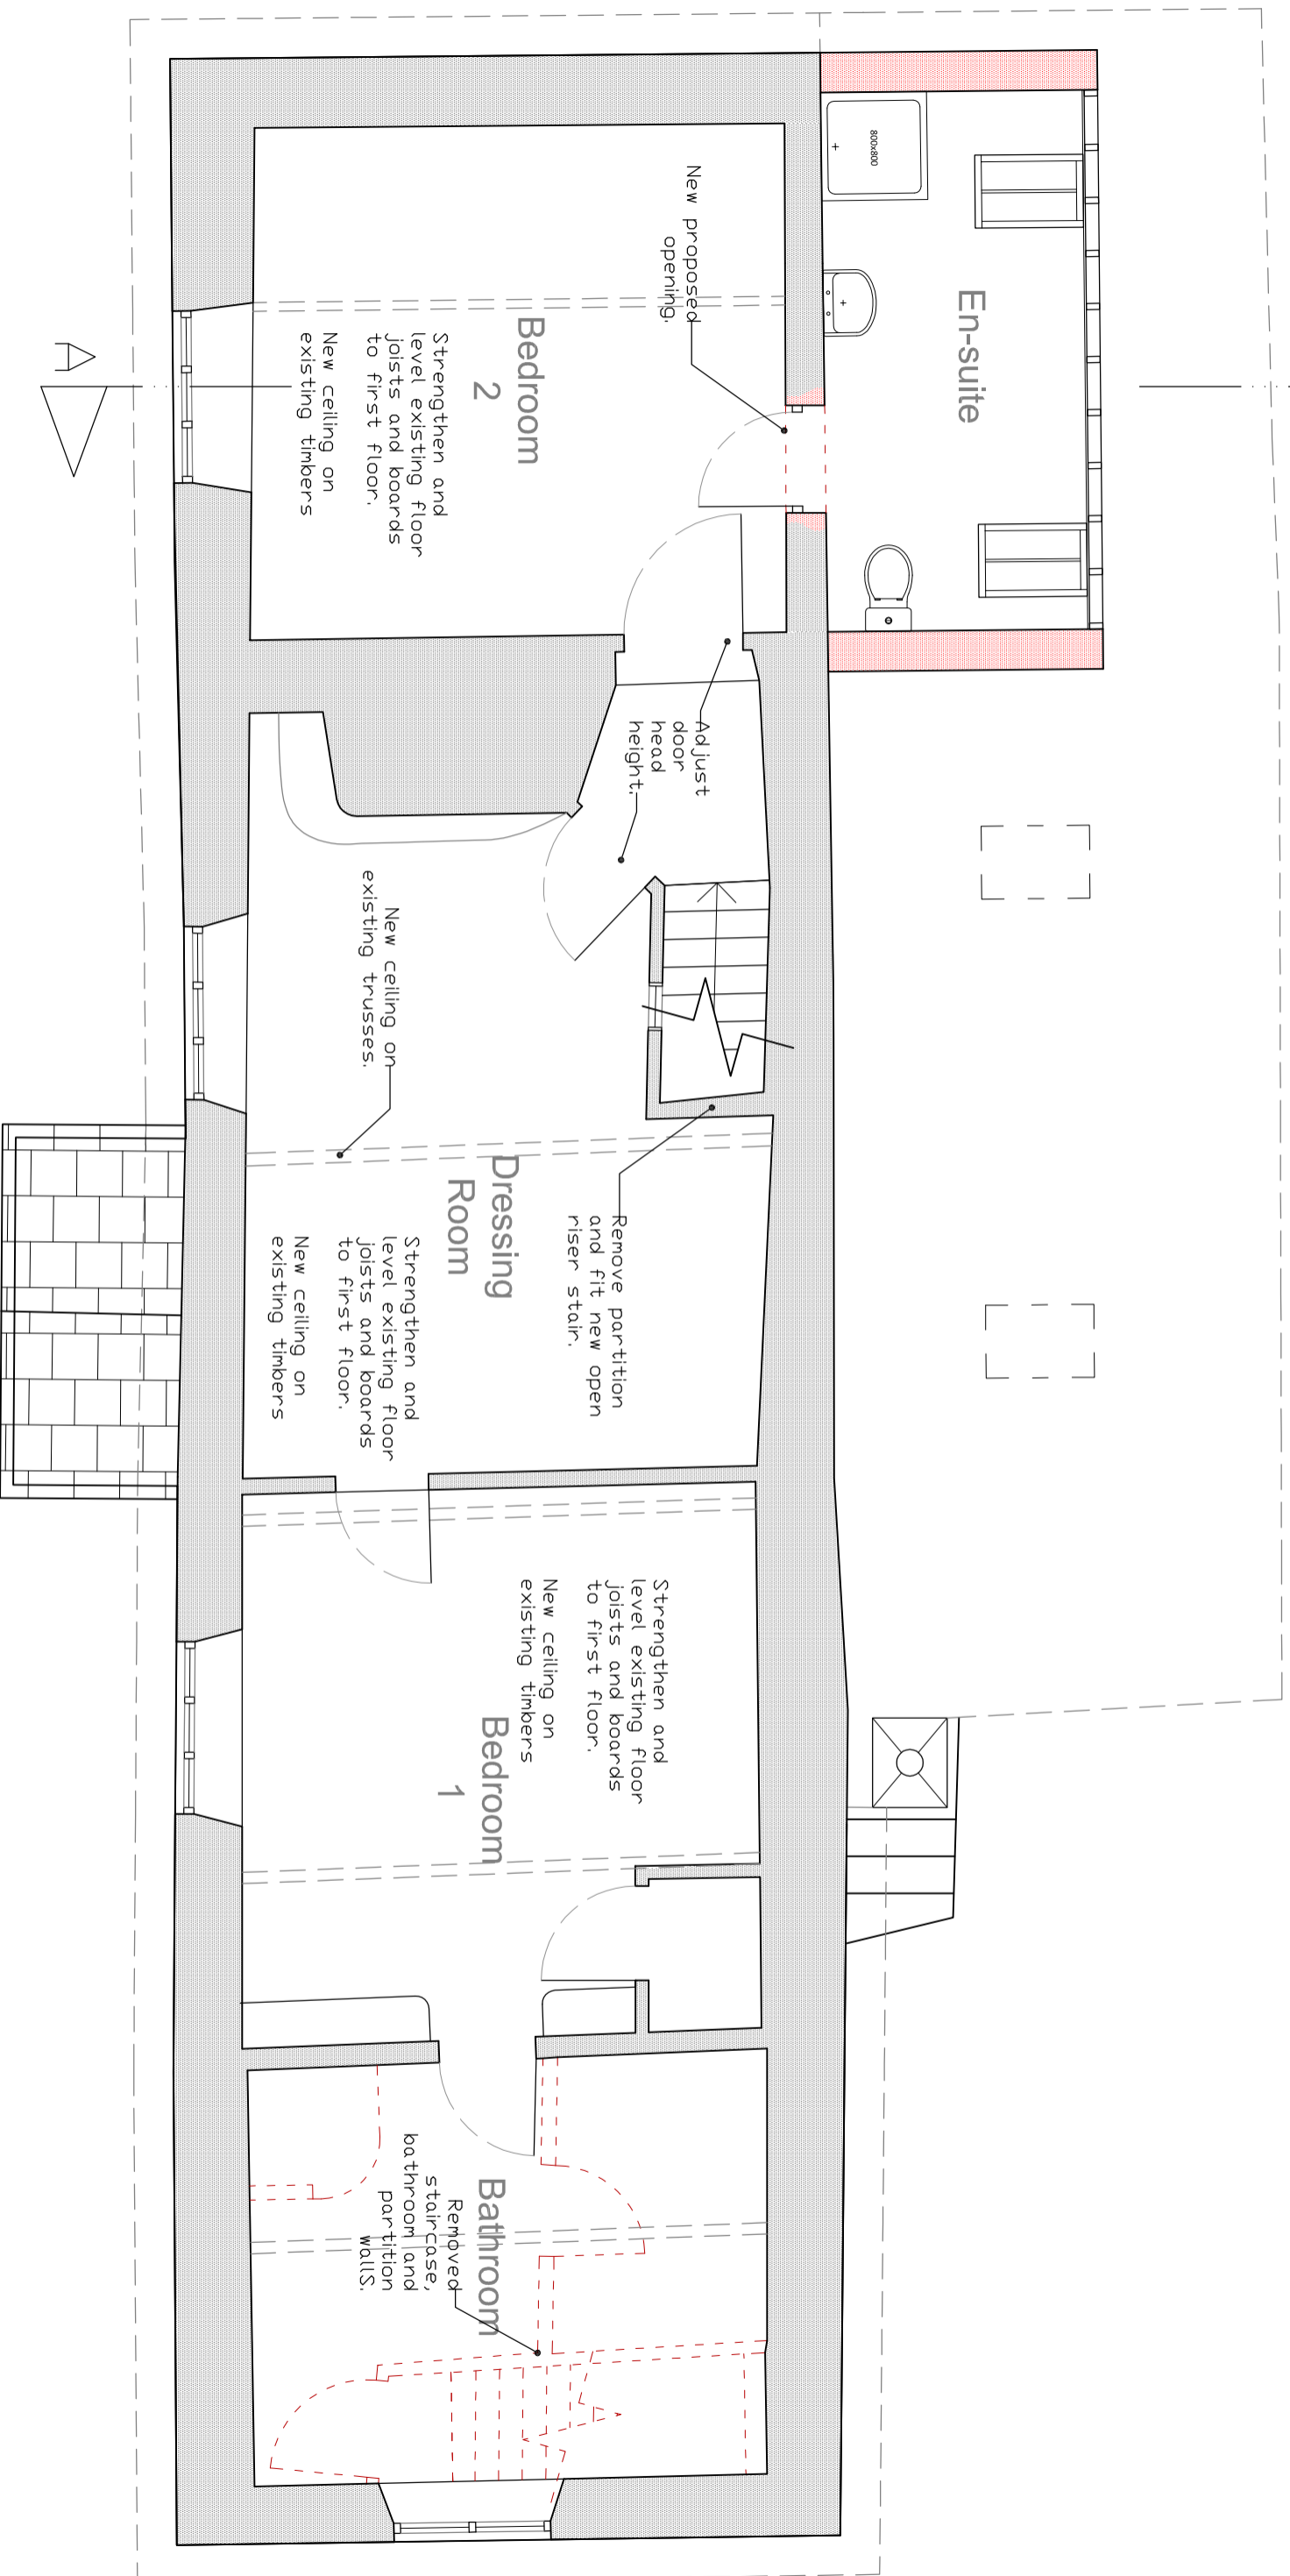 En-suite
800x800
New proposed
opening.
Bedroom
2
Strengthen and
level existing floor
joists and boards
to first floor.
New ceiling on
existing timbers
A
Adjust
door
head
height.
New ceiling on
existing trusses.
Remove partition
and fit new open
riser stair.
Dressing
Room
Strengthen and
level existing floor
joists and boards
to first floor.
New ceiling on
existing timbers
Strengthen and
level existing floor
joists and boards
to first floor.
New ceiling on
existing timbers
Bedroom
1
Bathroom
Removed
staircase,
bathroom and
partition
walls.